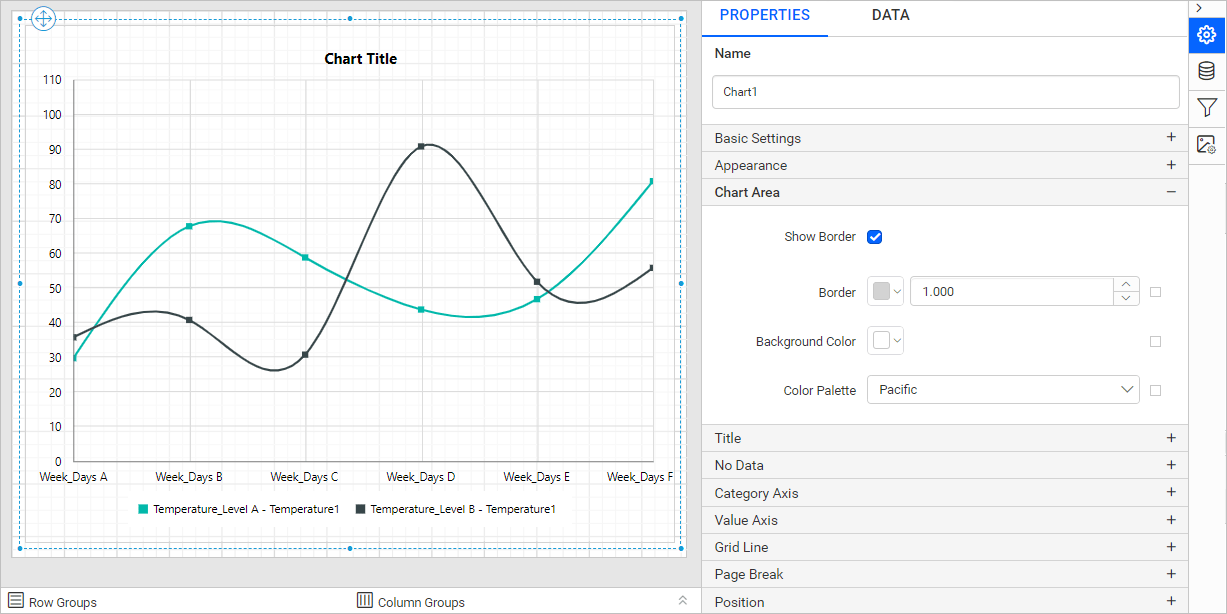 Chart Title
110
100
90
80
70
60
50
40
30
20
10
0
Week_Days A Week_Days B Week_Days C Week_Days D Week_Days E Week_Days F
Temperature_Level A - Temperature1 Temperature_Level B - Temperature1
Row Groups Column Groups
PROPERTIES DATA
Name
Chart1
Basic Settings
Appearance
Chart Area
Show Border
Border 1.000
Background Color
Color Palette Pacific
Title
No Data
Category Axis
Value Axis
Grid Line
Page Break
Position